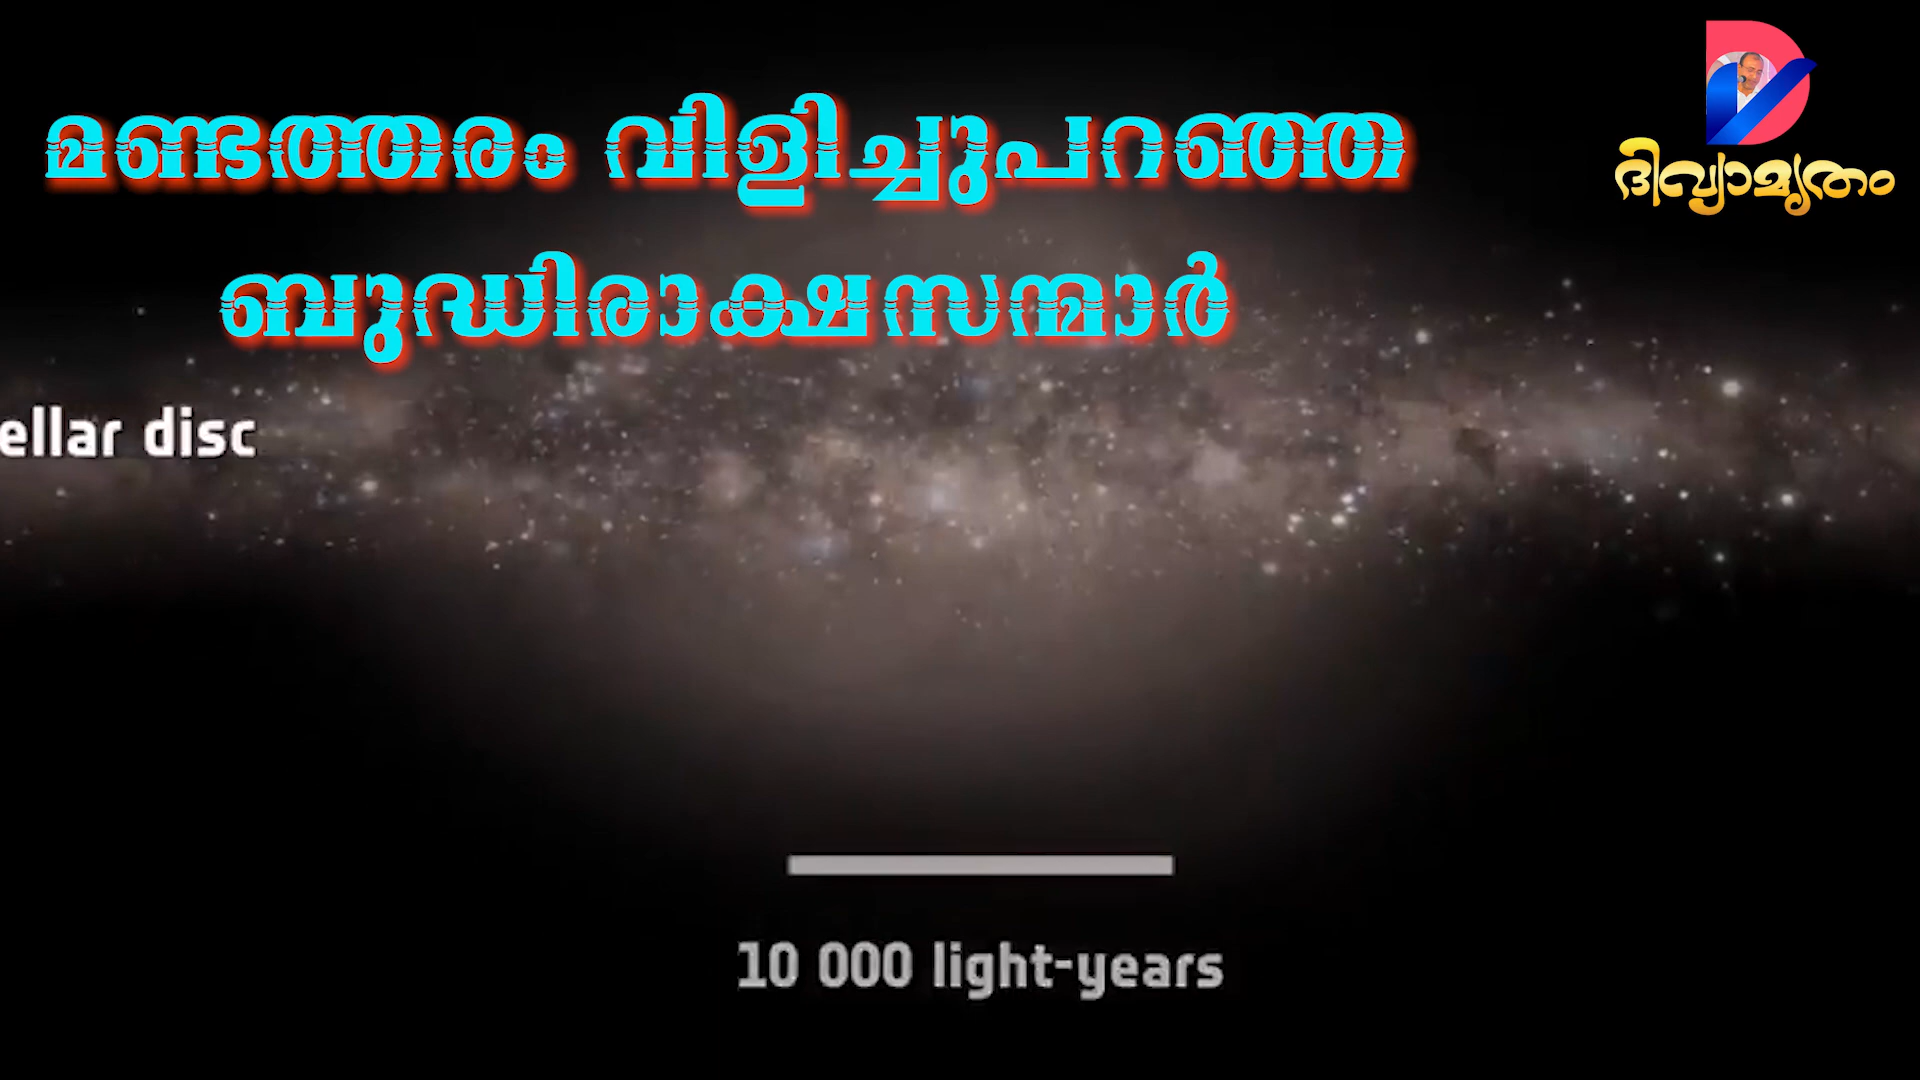 മണ്ടത്തരം വിളിച്ചുപറഞ്ഞ
ബുദ്ധിരാക്ഷസന്മാർ
ദിവ്യാമൃതം
ellar disc
10 000 light-years